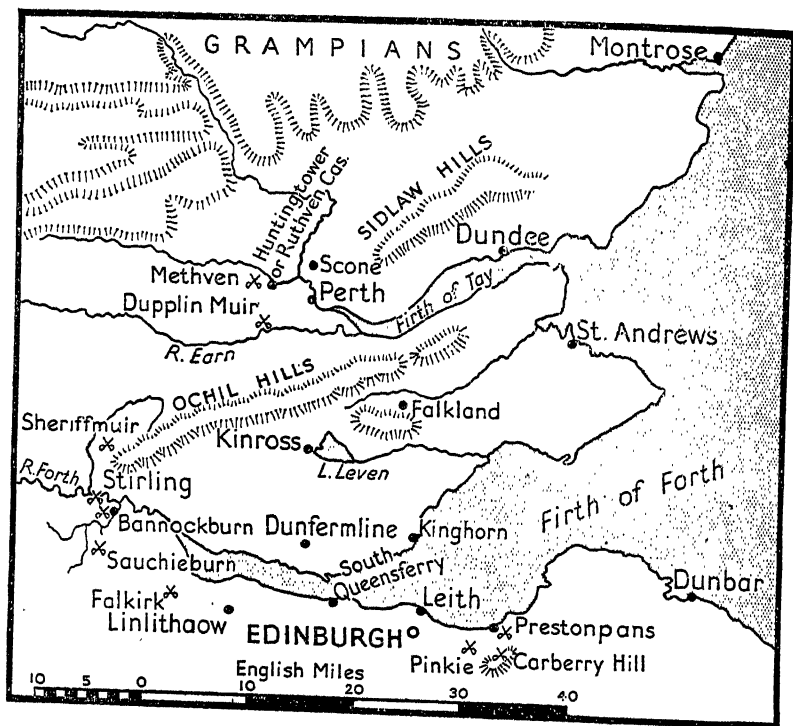 GRAMPIANS
Montrose
Huntingtower
or Ruthven Cas.
SIDLAW HILLS
Dundee
Scone
Methven
Perth
Dupplin Muir
Firth of Tay
R. Earn
St. Andrews
OCHIL HILLS
Falkland
Sheriffmuir
Kinross
L. Leven
R. Forth
Stirling
Firth of Forth
Bannockburn
Dunfermline
Kinghorn
Sauchieburn
South
Queensferry
Dunbar
Falkirk
Leith
Linlithaow
EDINBURGH
Prestonpans
Pinkie
Carberry Hill
English Miles
10 5 0 10 20 30 40